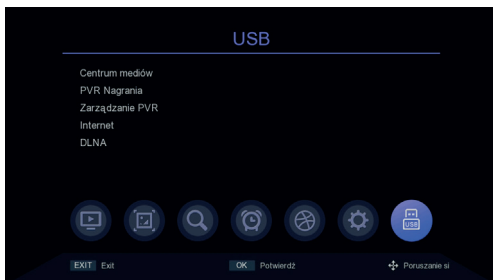 USB
Centrum mediów
PVR Nagrania
Zarządzanie PVR
Internet
DLNA
USB
EXIT Exit OK Potwierdź Poruszanie si